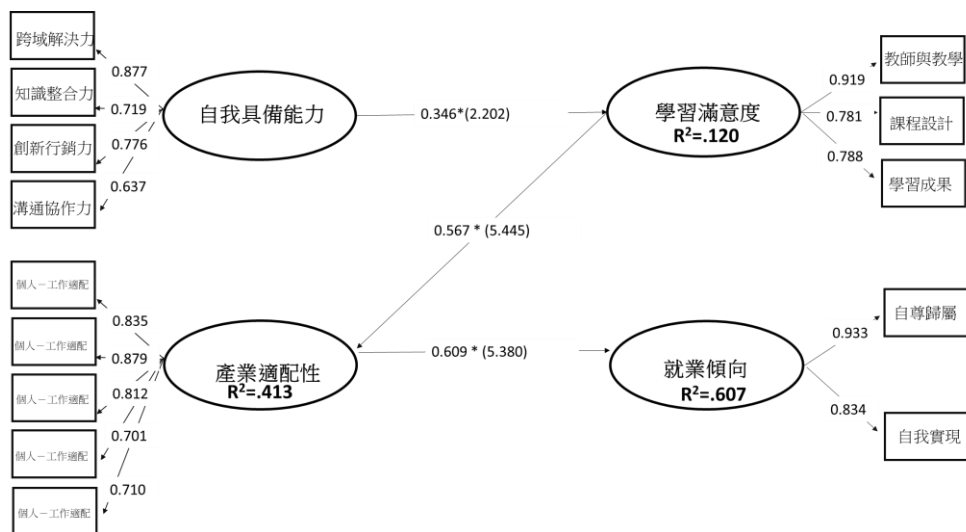 跨域解決力
知識整合力
創新行銷力
溝通協作力
0.877
0.719
0.776
0.637
自我具備能力
0.346*(2.202)
學習滿意度
R²=.120
0.919
0.781
0.788
教師與教學
課程設計
學習成果
0.567 * (5.445)
個人－工作適配
個人－工作適配
個人－工作適配
個人－工作適配
個人－工作適配
0.835
0.879
0.812
0.701
0.710
產業適配性
R²=.413
0.609 * (5.380)
就業傾向
R²=.607
0.933
0.834
自尊歸屬
自我實現